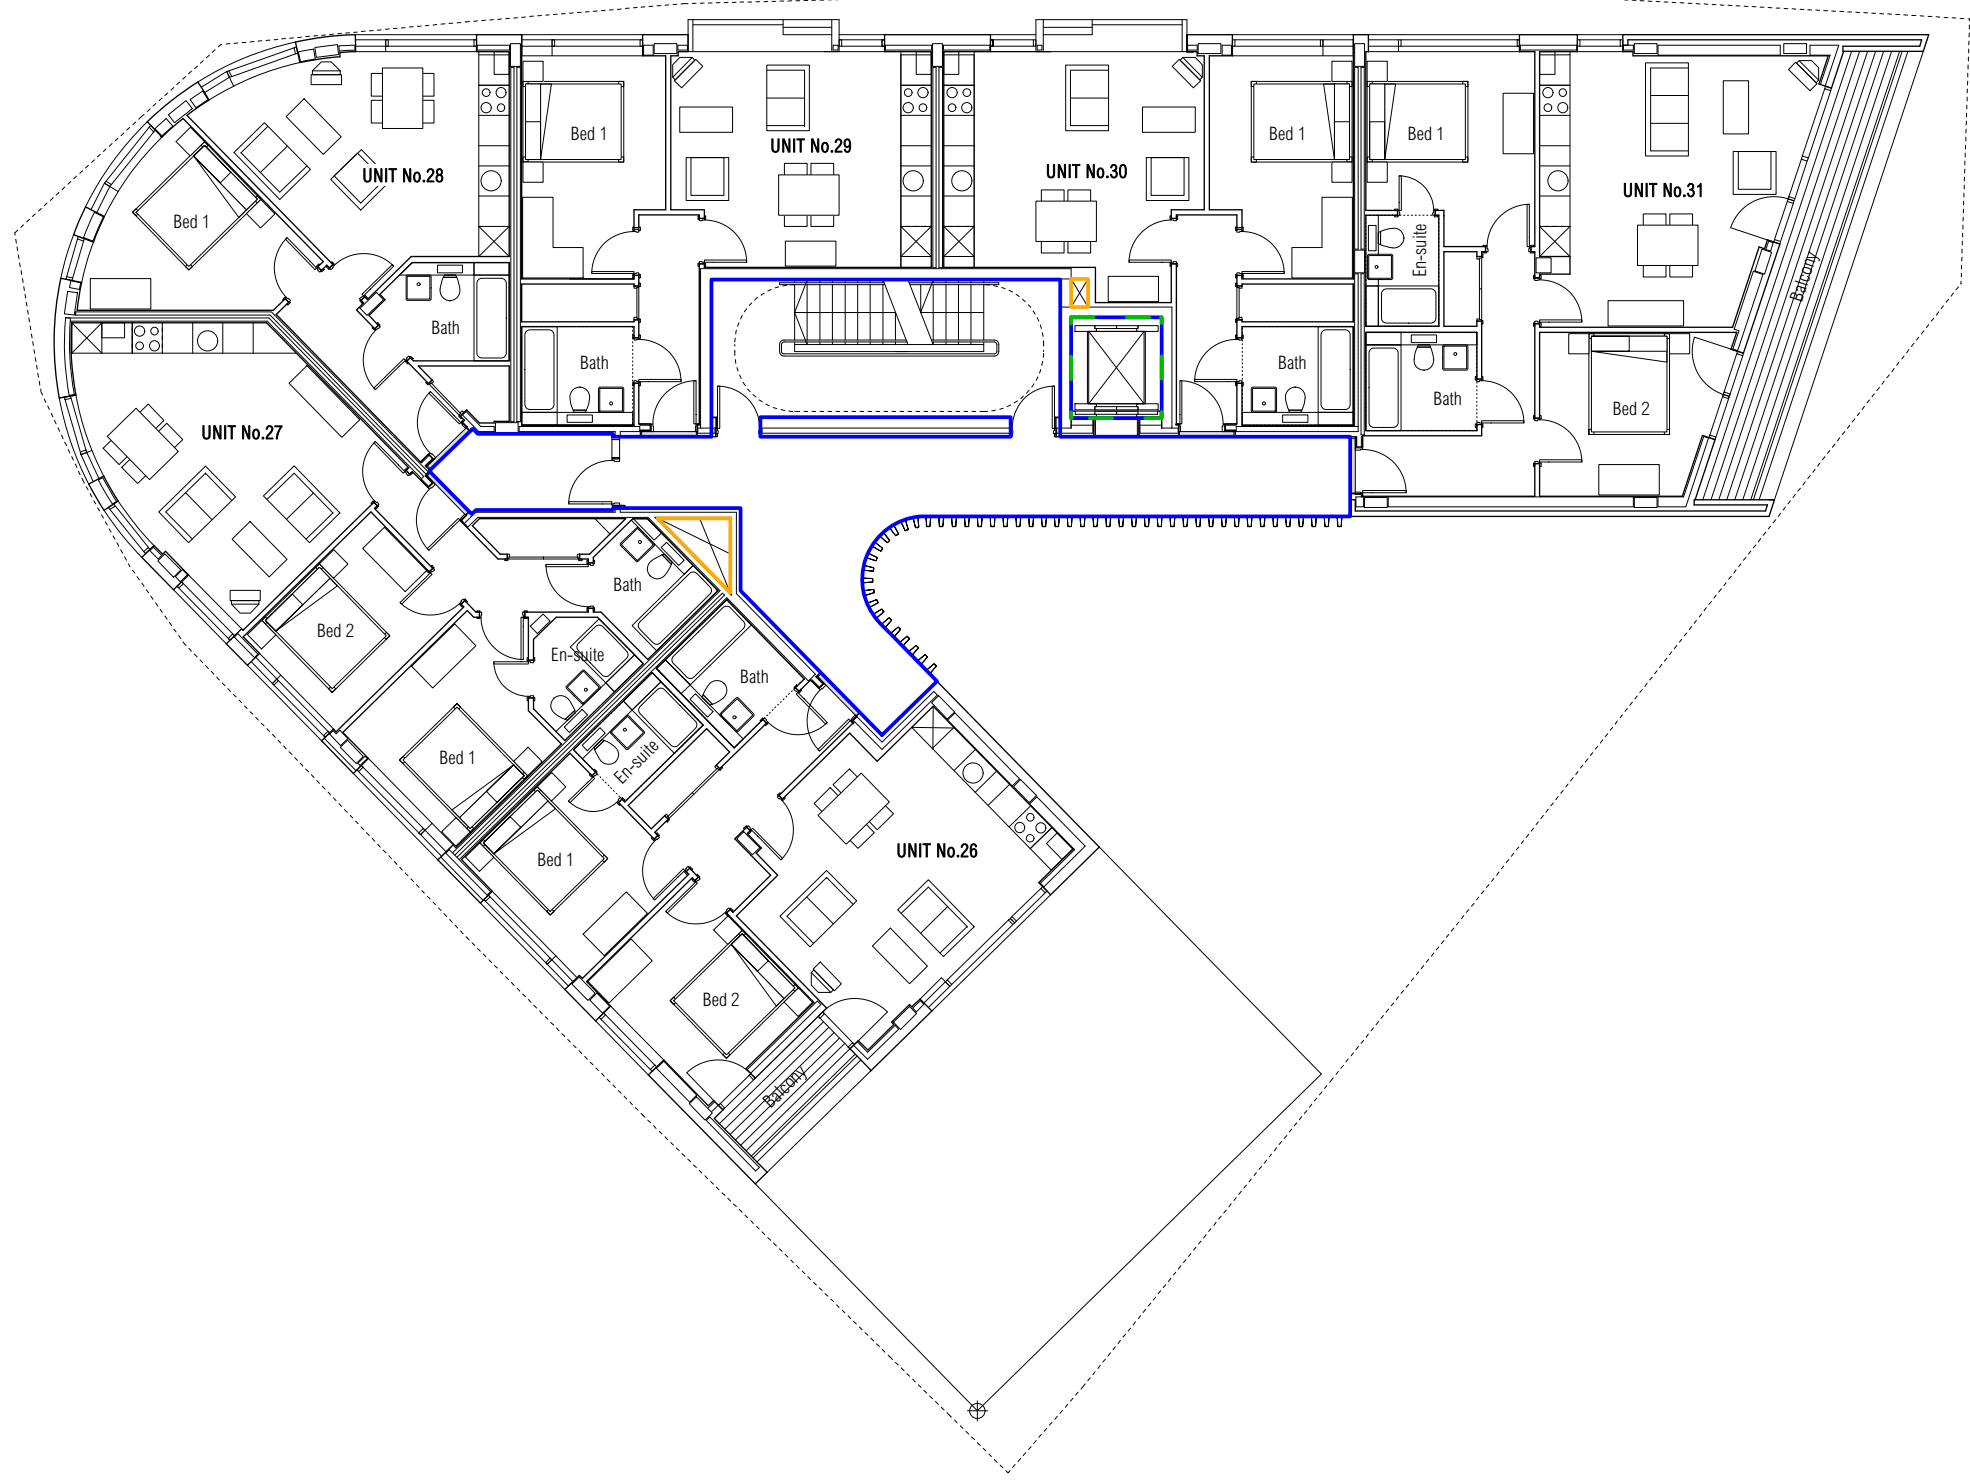 Bed 1
UNIT No.29
Bed 1
Bed 1
UNIT No.28
UNIT No.30
UNIT No.31
Bed 1
En-suite
Balcony
Bath
Bath
Bath
Bath
Bed 2
UNIT No.27
Bath
Bed 2
En-suite
Bath
Bed 1
En-suite
Bed 1
UNIT No.26
Bed 2
Balcony